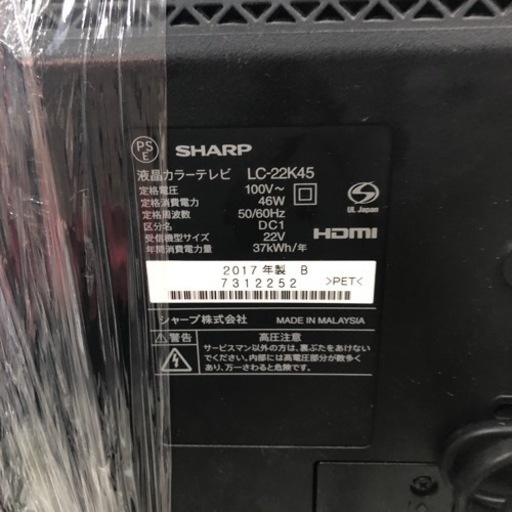 PSE
SHARP
液晶カラーテレビ LC-22K45
定格電圧 100V～
定格消費電力 46W
定格周波数 50/60Hz
区分名 DC1
受信機型サイズ 22V
年間消費電力量 37kWh/年
UL Japan
HDMI
2017年製 B
7312252
>PET<
シャープ株式会社 MADE IN MALAYSIA
⚠警告 高圧注意
サービスマン以外の方は、裏ぶたをあけないで
ください。内部には高電圧部分が数多く
あり、万一さわると危険です。